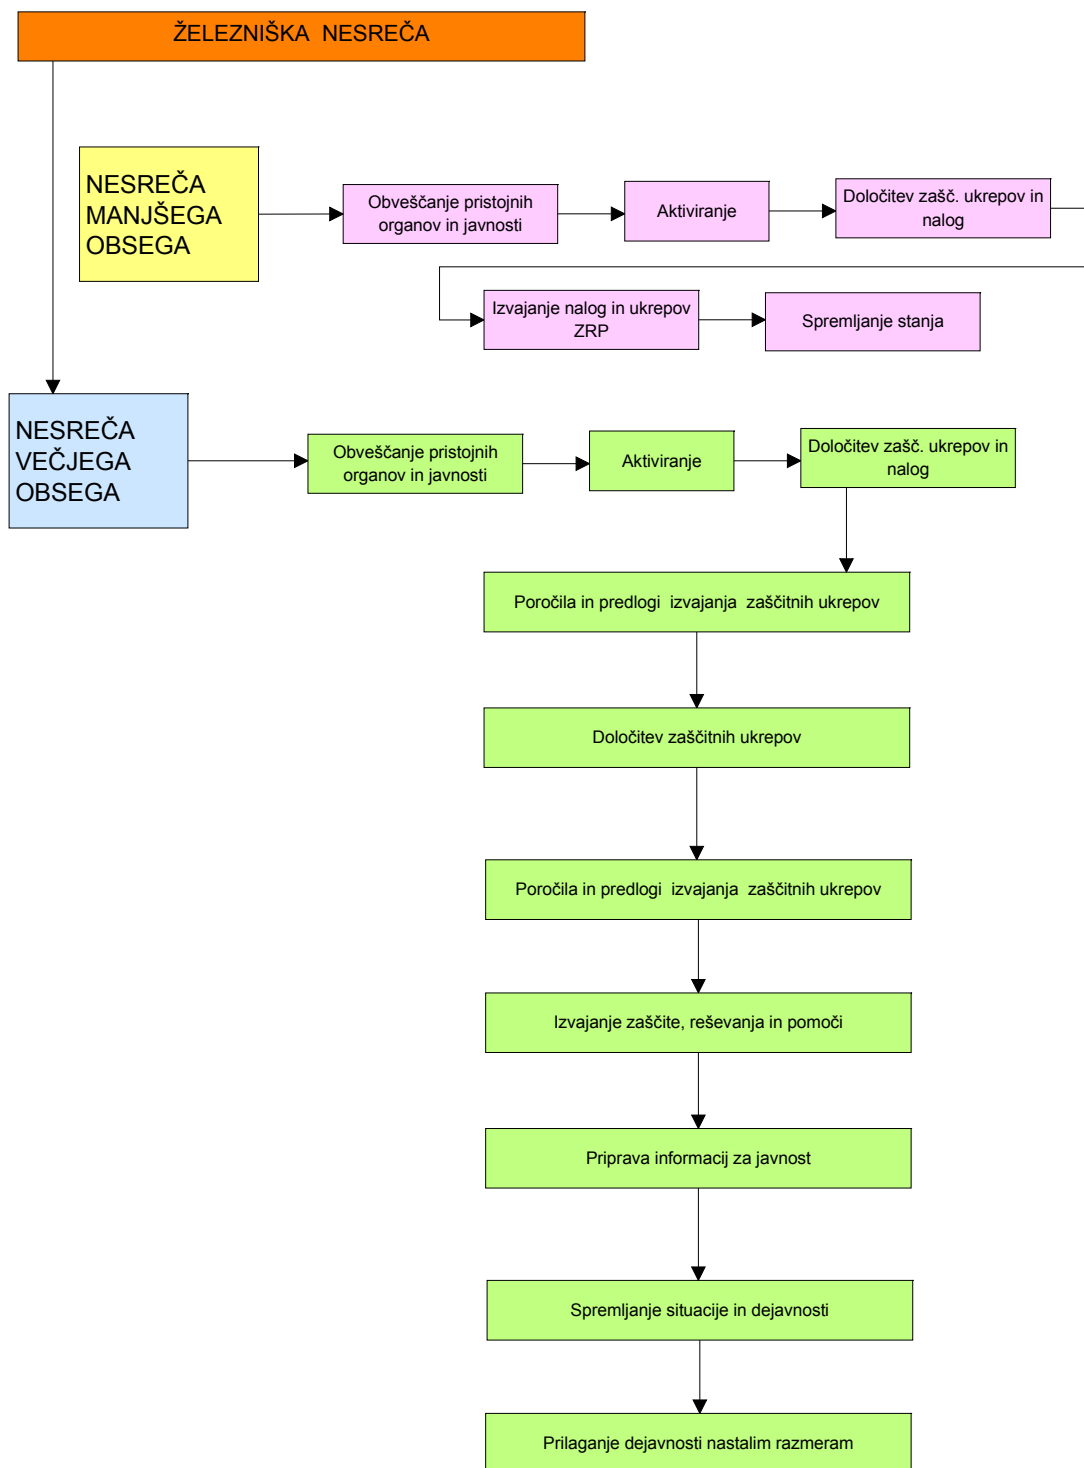 ŽELEZNIŠKA  NESREČA
NESREČA
MANJŠEGA
OBSEGA
Obveščanje pristojnih
organov in javnosti
Aktiviranje
Določitev zašč. ukrepov in
nalog
Izvajanje nalog in ukrepov
ZRP
Spremljanje stanja
NESREČA
VEČJEGA
OBSEGA
Obveščanje pristojnih
organov in javnosti
Aktiviranje
Določitev zašč. ukrepov in
nalog
Poročila in predlogi  izvajanja  zaščitnih ukrepov
Določitev zaščitnih ukrepov
Poročila in predlogi  izvajanja  zaščitnih ukrepov
Izvajanje zaščite, reševanja in pomoči
Priprava informacij za javnost
Spremljanje situacije in dejavnosti
Prilaganje dejavnosti nastalim razmeram